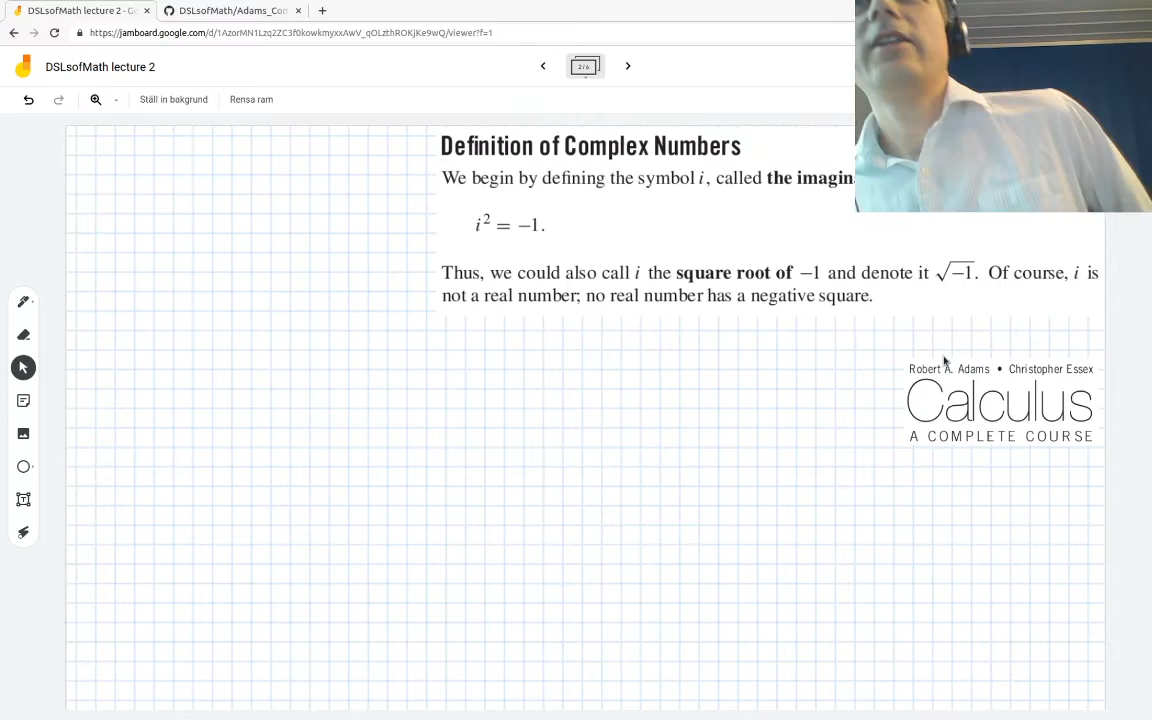 DSLsofMath lecture 2 - Go
DSLsofMath/Adams_Com
https://jamboard.google.com/d/1AzorMN1Lzq2ZC3f0kowkmyxxAwV_qOLzthROKjKe9wQ/viewer?f=1
DSLsofMath lecture 2
2/6
Ställ in bakgrund
Rensa ram
Definition of Complex Numbers
We begin by defining the symbol i, called the imagin
i² = −1.
Thus, we could also call i the square root of −1 and denote it √−1. Of course, i is
not a real number; no real number has a negative square.
Robert A. Adams • Christopher Essex
Calculus
A COMPLETE COURSE